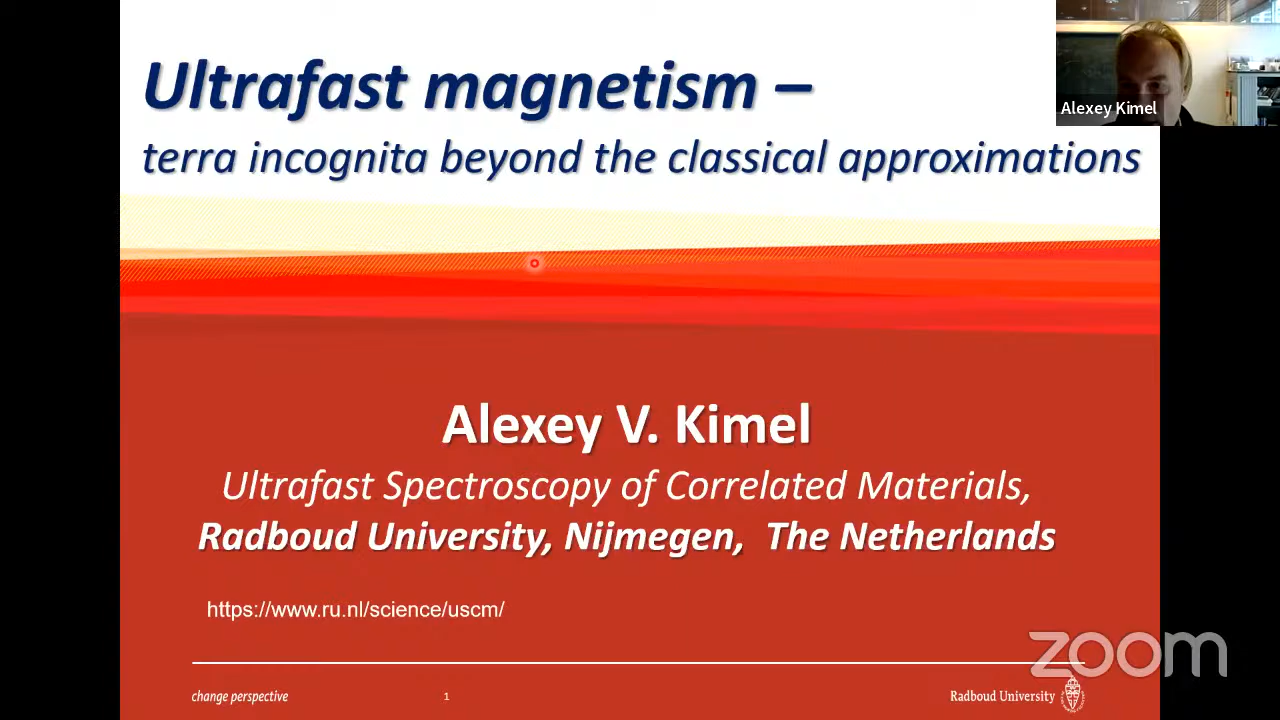 Ultrafast magnetism –
terra incognita beyond the classical approximations
Alexey Kimel
Alexey V. Kimel
Ultrafast Spectroscopy of Correlated Materials,
Radboud University, Nijmegen, The Netherlands
https://www.ru.nl/science/uscm/
zoom
change perspective
1
Radboud University